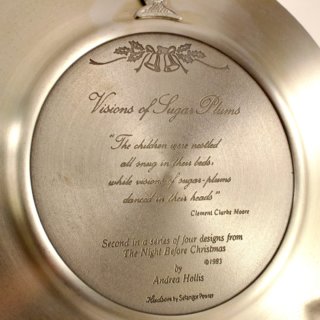 Visions of Sugar Plums
"The children were nestled
all snug in their beds,
while visions of sugar-plums
danced in their heads"
Clement Clarke Moore
Second in a series of four designs from
The Night Before Christmas
©1983
by
Andrea Hollis
Hudson by Selangor Pewter